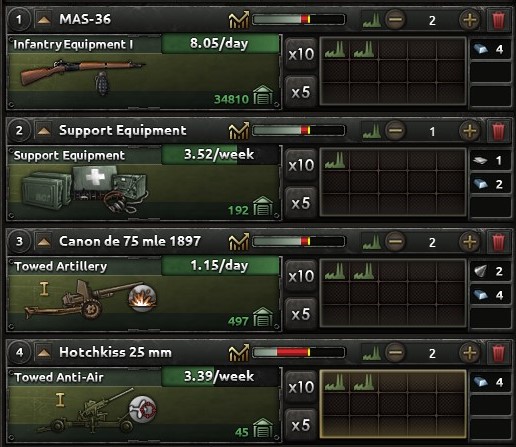 1 MAS-36 2
Infantry Equipment I 8.05/day x10 4
34810 x5
2 Support Equipment 1
Support Equipment 3.52/week x10 1
2
192 x5
3 Canon de 75 mle 1897 2
Towed Artillery 1.15/day x10 2
I 4
497 x5
4 Hotchkiss 25 mm 2
Towed Anti-Air 3.39/week x10 4
I
45 x5